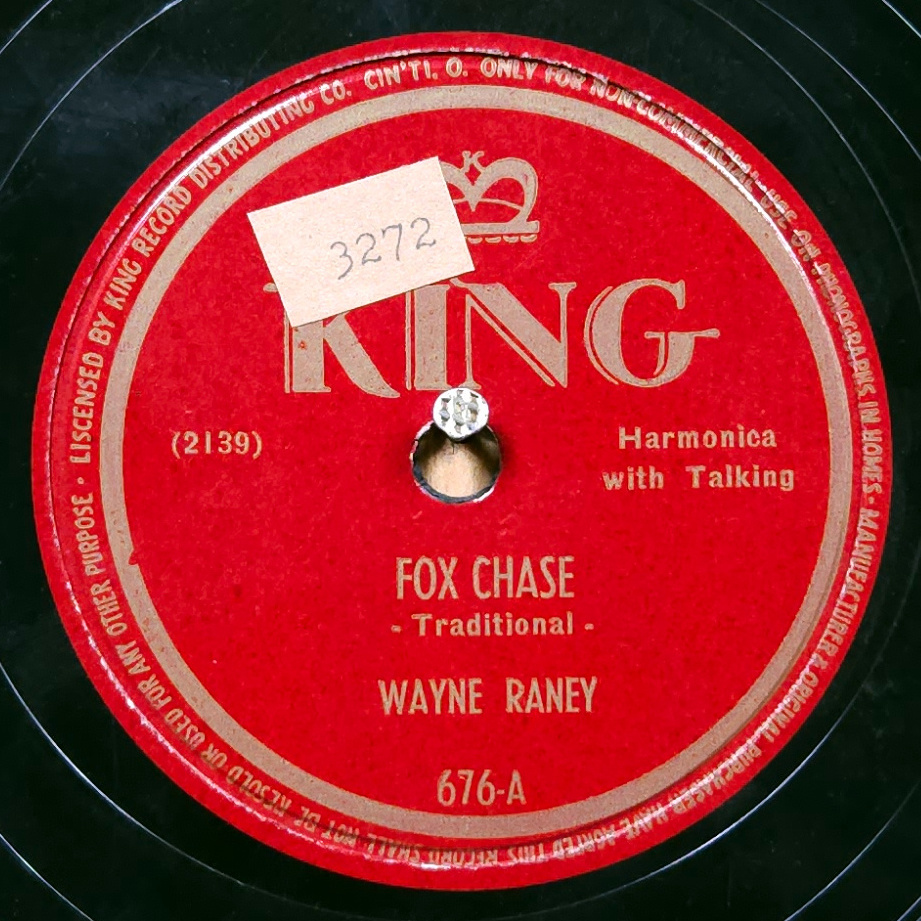 LISCENSED BY KING RECORD DISTRIBUTING CO. CIN'TI. O. ONLY FOR NON-COMMERCIAL USE ON PHONOGRAPHS IN HOMES · MANUFACTURER & ORIGINAL PURCHASER HAVE AGREED THIS RECORD SHALL NOT BE RESOLD OR USED FOR ANY OTHER PURPOSE ·
K
3272
KING
(2139)
Harmonica
with Talking
FOX CHASE
- Traditional -
WAYNE RANEY
676-A